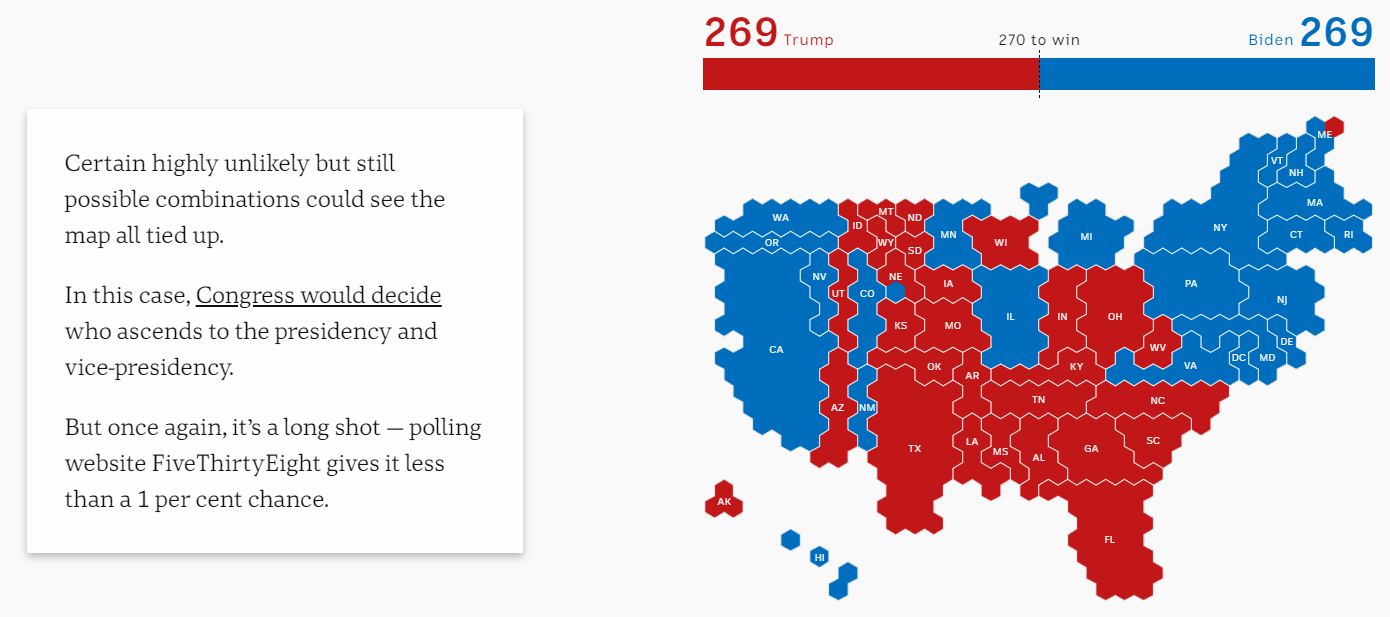 269 Trump
270 to win
Biden 269
Certain highly unlikely but still
possible combinations could see the
map all tied up.
In this case, Congress would decide
who ascends to the presidency and
vice-presidency.
But once again, it’s a long shot — polling
website FiveThirtyEight gives it less
than a 1 per cent chance.
ME
VT
NH
WA
MT
ND
MA
ID
OR
WY
MN
WI
MI
NY
CT
RI
SD
NV
NE
UT
CO
IA
PA
NJ
KS
MO
IL
IN
OH
CA
WV
DE
VA
DC
MD
OK
AR
KY
AZ
NM
TN
NC
TX
LA
MS
AL
GA
SC
AK
FL
HI